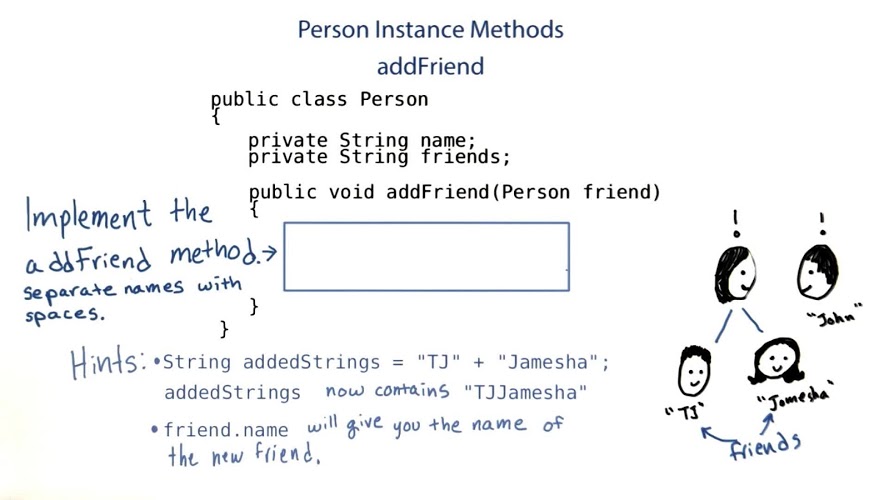 Person Instance Methods
addFriend
public class Person
{
private String name;
private String friends;
public void addFriend(Person friend)
{
Implement the
addFriend method.→
separate names with
spaces.
}
}
Hints: •String addedStrings = "TJ" + "Jamesha";
addedStrings now contains "TJJamesha"
•friend.name will give you the name of
the new friend.
! !
"John"
"TJ" "Jamesha"
friends